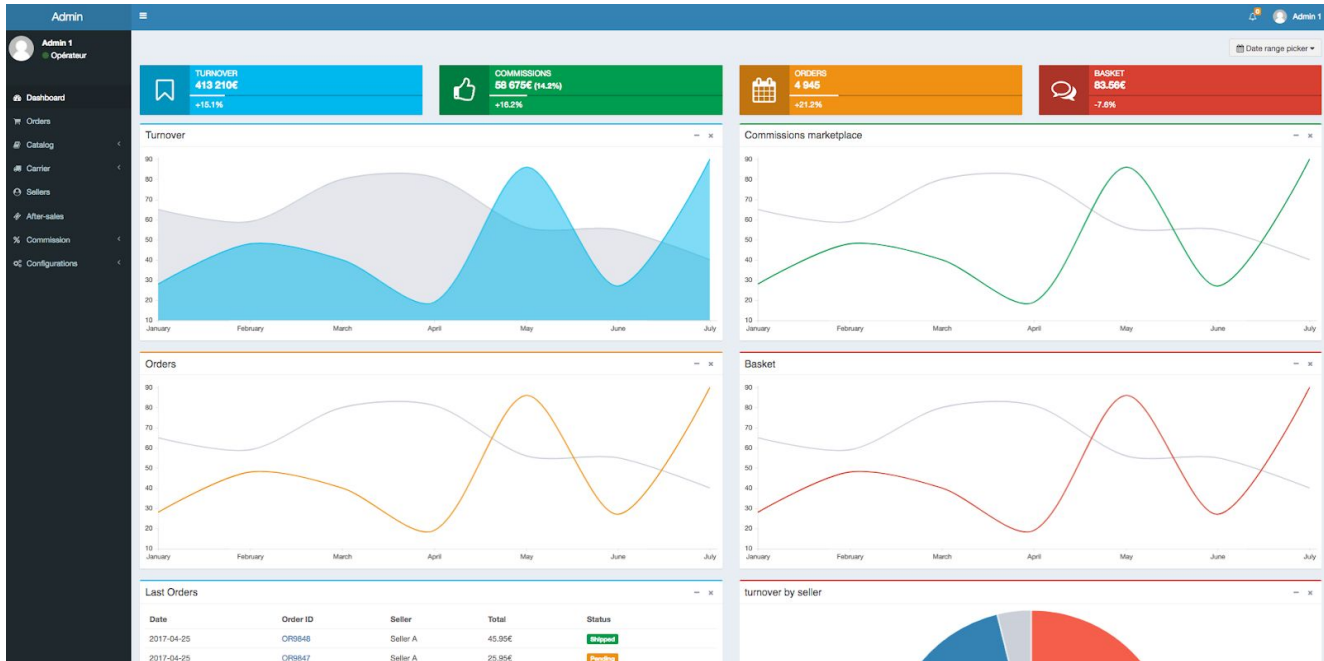 Admin
0
Admin 1
Admin 1
Opérateur
Date range picker
Dashboard
Orders
Catalog
Carrier
Sellers
After-sales
Commission
Configurations
TURNOVER
413 210€
+15.1%
COMMISSIONS
58 675€ (14.2%)
+16.2%
ORDERS
4 945
+21.2%
BASKET
83.56€
-7.6%
Turnover
90
80
70
60
50
40
30
20
10
January February March April May June July
Commissions marketplace
90
80
70
60
50
40
30
20
10
January February March April May June July
Orders
90
80
70
60
50
40
30
20
10
January February March April May June July
Basket
90
80
70
60
50
40
30
20
10
January February March April May June July
Last Orders
Date Order ID Seller Total Status
2017-04-25 OR9848 Seller A 45.95€ Shipped
2017-04-25 OR9847 Seller A 25.95€ Pending
turnover by seller